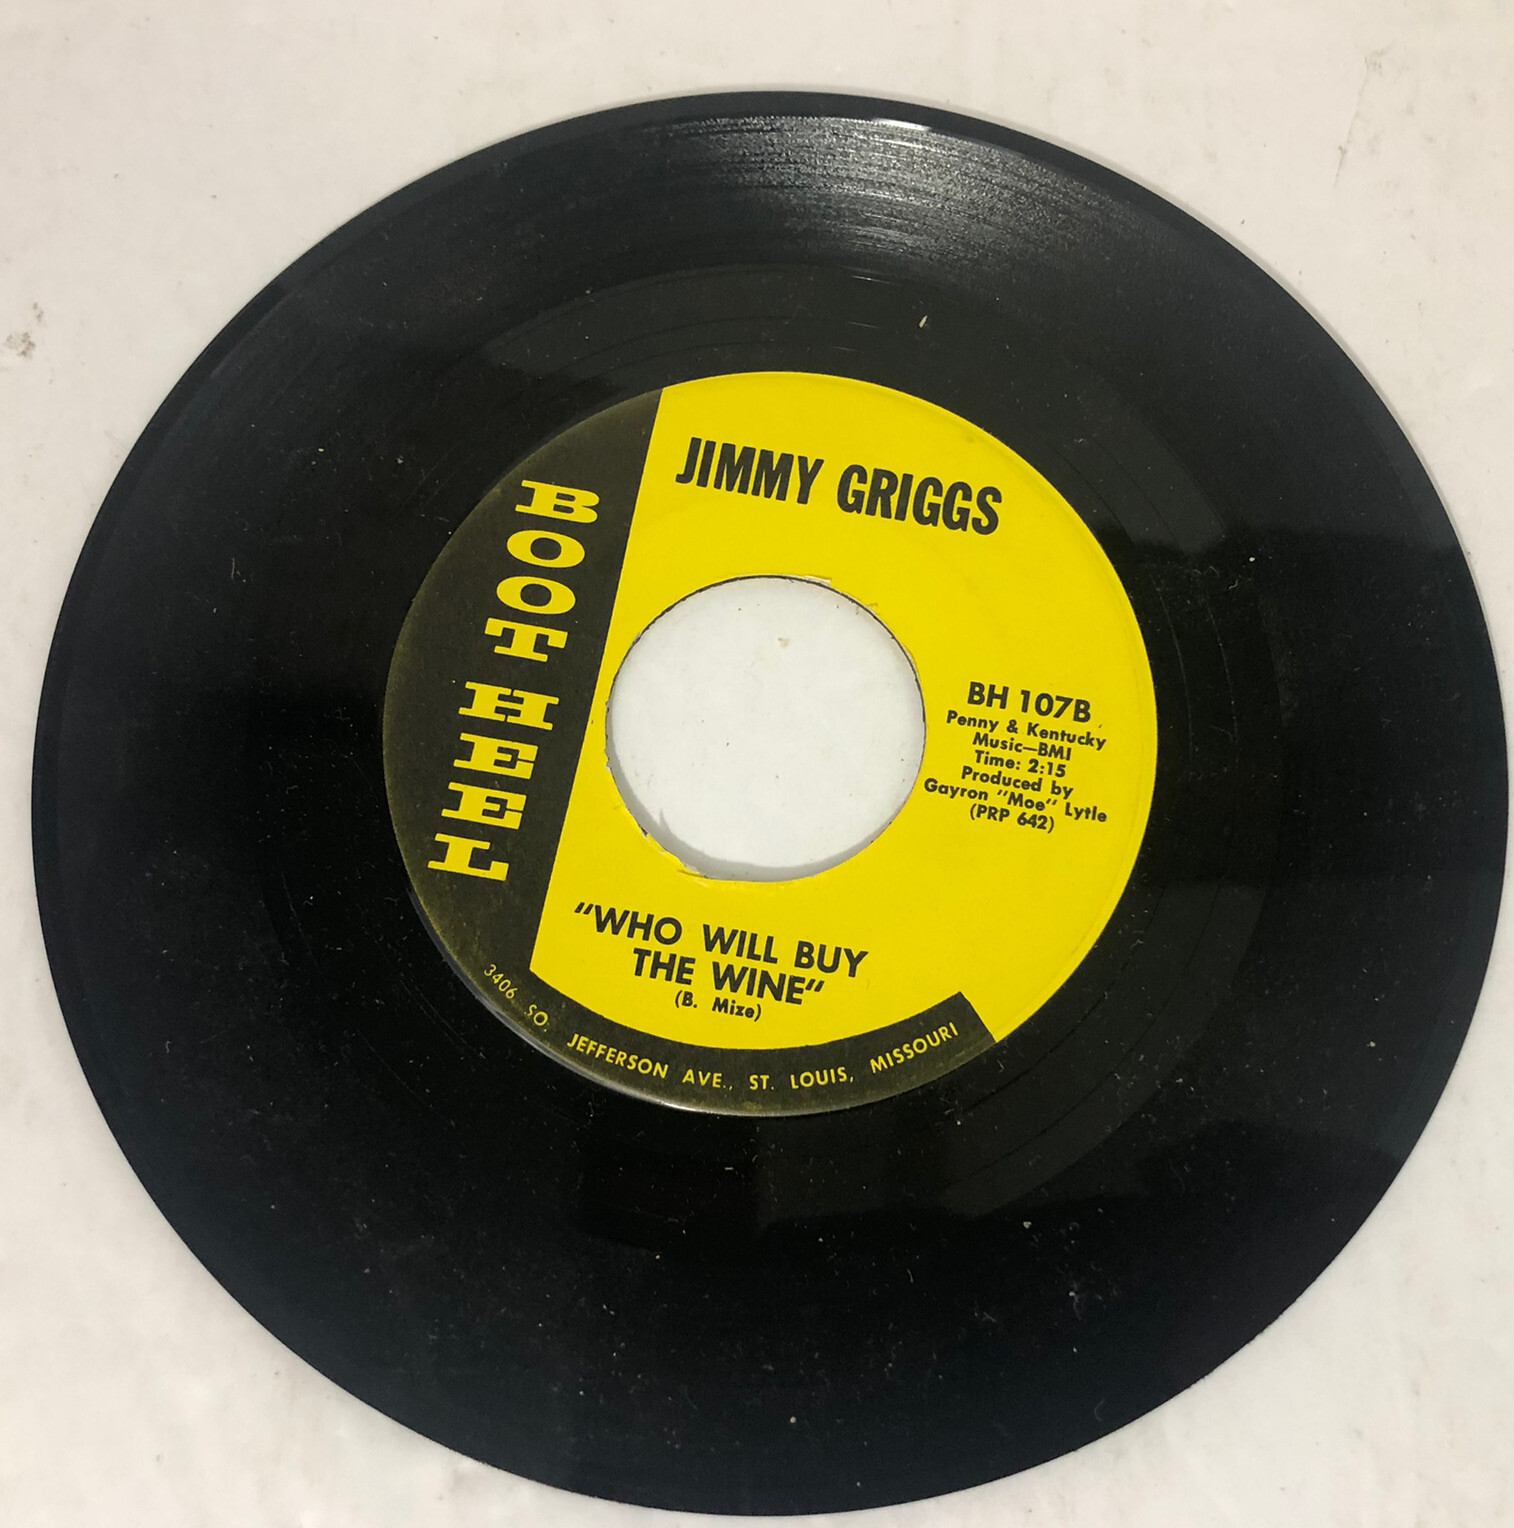 JIMMY GRIGGS
BOOT HEEL
BH 107B
Penny & Kentucky
Music—BMI
Time: 2:15
Produced by
Gayron "Moe" Lytle
(PRP 642)
"WHO WILL BUY
THE WINE"
(B. Mize)
3406 SO. JEFFERSON AVE., ST. LOUIS, MISSOURI